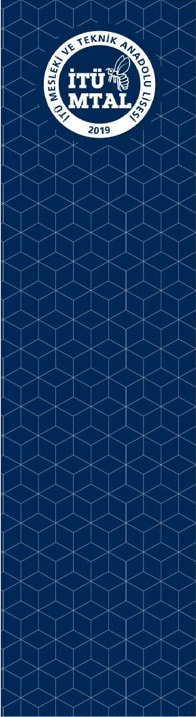 İTÜ MESLEKİ VE TEKNİK ANADOLU LİSESİ
İTÜ
MTAL
2019